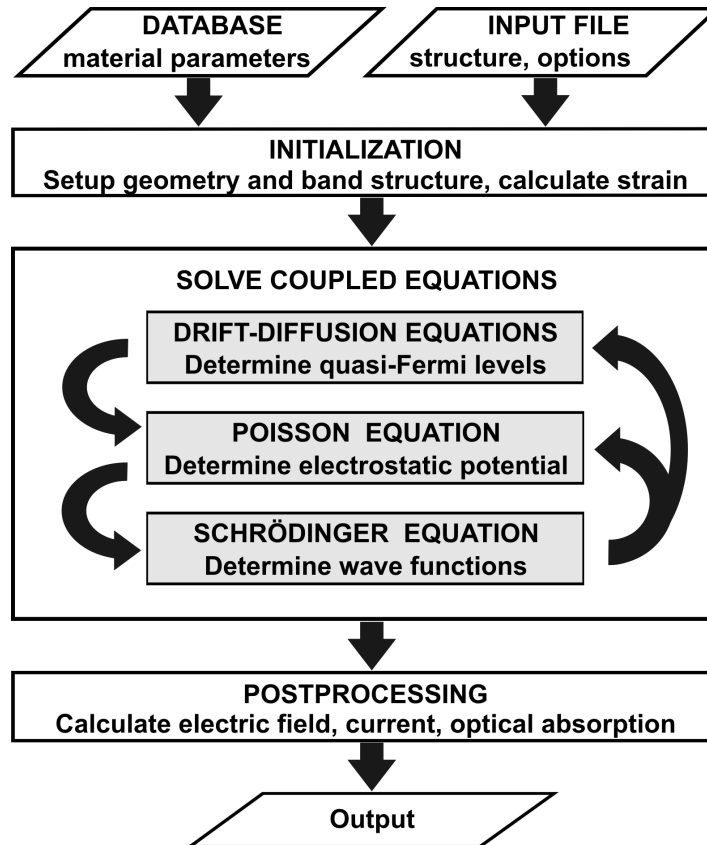 DATABASE
material parameters
INPUT FILE
structure, options
INITIALIZATION
Setup geometry and band structure, calculate strain
SOLVE COUPLED EQUATIONS
DRIFT-DIFFUSION EQUATIONS
Determine quasi-Fermi levels
POISSON EQUATION
Determine electrostatic potential
SCHRÖDINGER EQUATION
Determine wave functions
POSTPROCESSING
Calculate electric field, current, optical absorption
Output